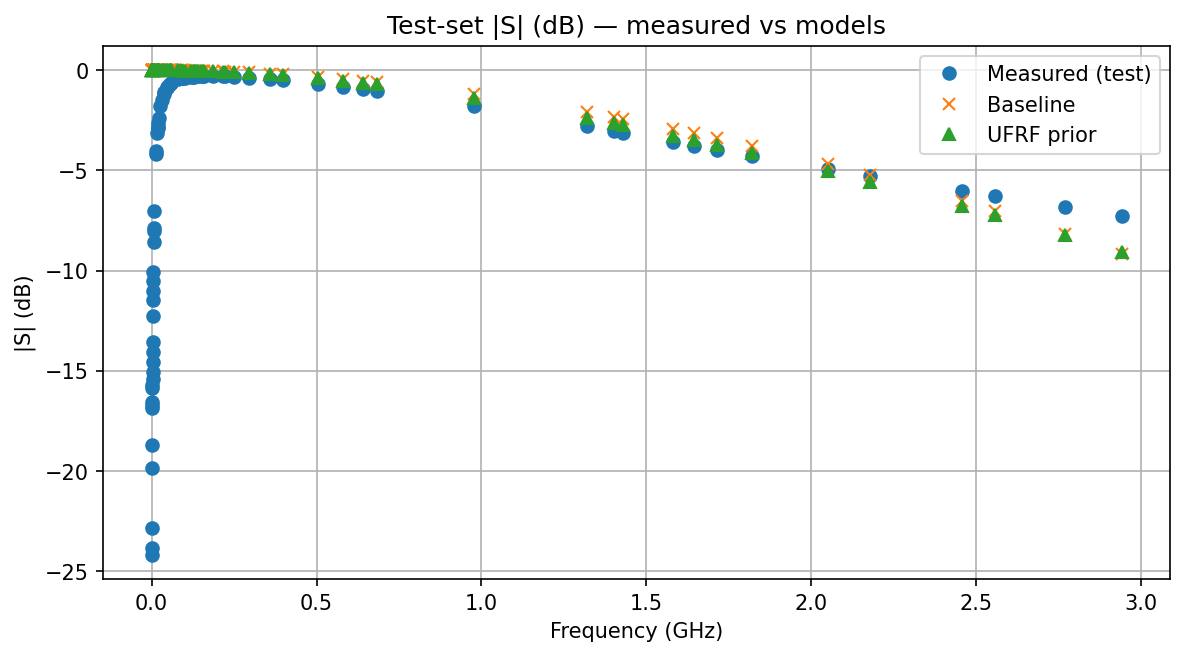 Test-set |S| (dB) — measured vs models
Measured (test)
Baseline
UFRF prior
|S| (dB)
0
−5
−10
−15
−20
−25
0.0 0.5 1.0 1.5 2.0 2.5 3.0
Frequency (GHz)